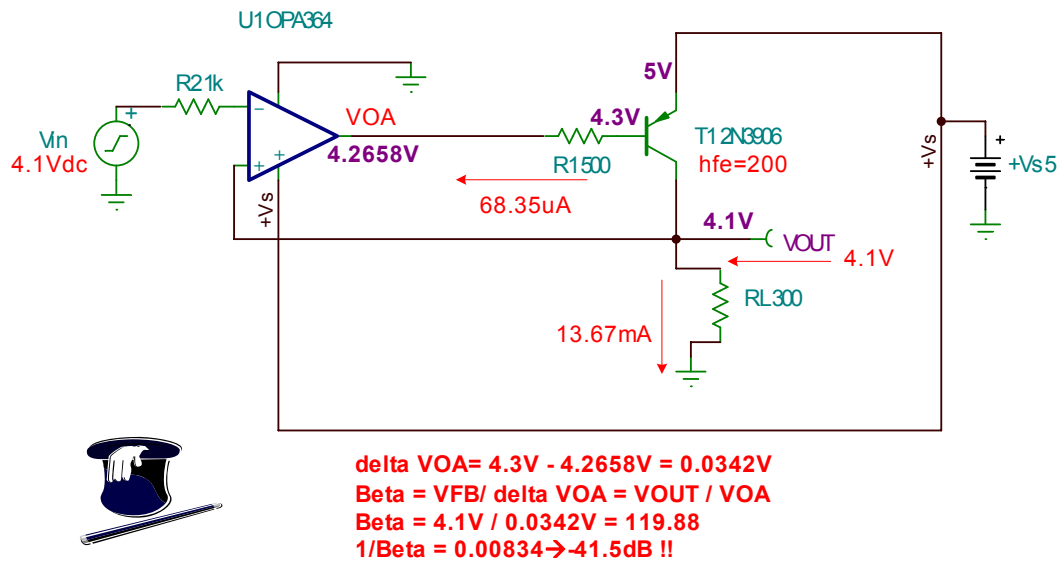 U1 OPA364
R2 1k
VOA
4.2658V
Vin
4.1Vdc
+
−
+
+
+Vs
5V
4.3V
R1 500
68.35uA
T1 2N3906
hfe=200
+Vs
+
+Vs 5
4.1V
VOUT
4.1V
RL 300
13.67mA
delta VOA= 4.3V - 4.2658V = 0.0342V
Beta = VFB/ delta VOA = VOUT / VOA
Beta = 4.1V / 0.0342V = 119.88
1/Beta = 0.00834→-41.5dB !!